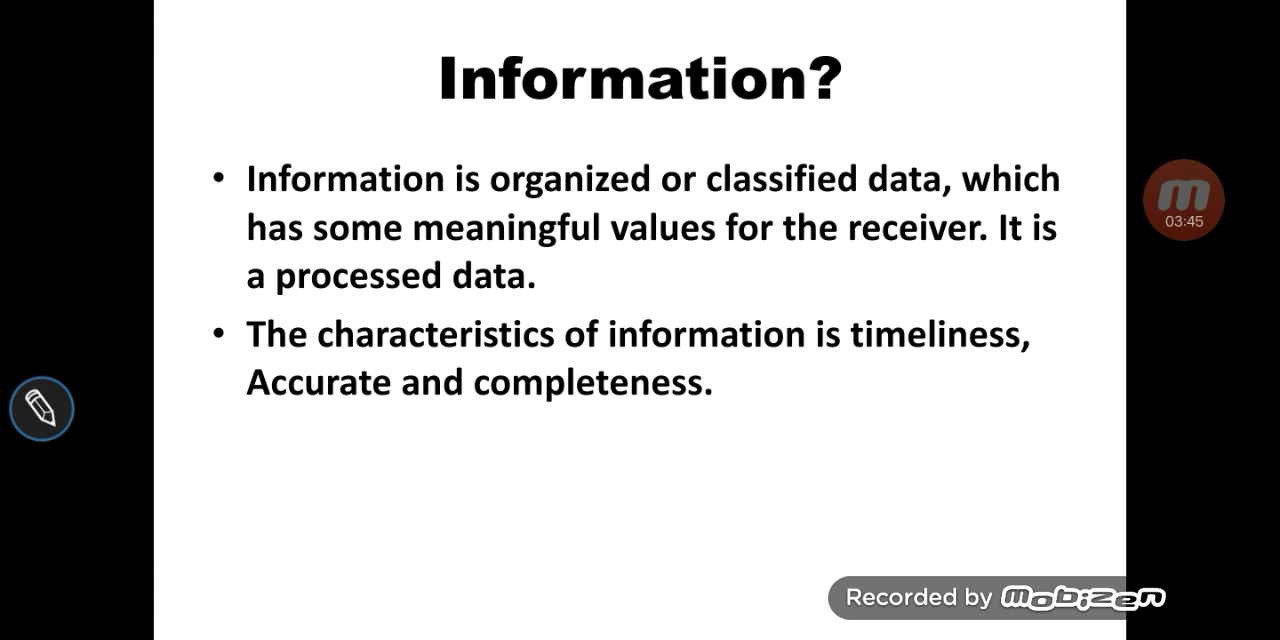 Information?
• Information is organized or classified data, which
has some meaningful values for the receiver. It is
a processed data.
• The characteristics of information is timeliness,
Accurate and completeness.
m
03:45
Recorded by mobizen